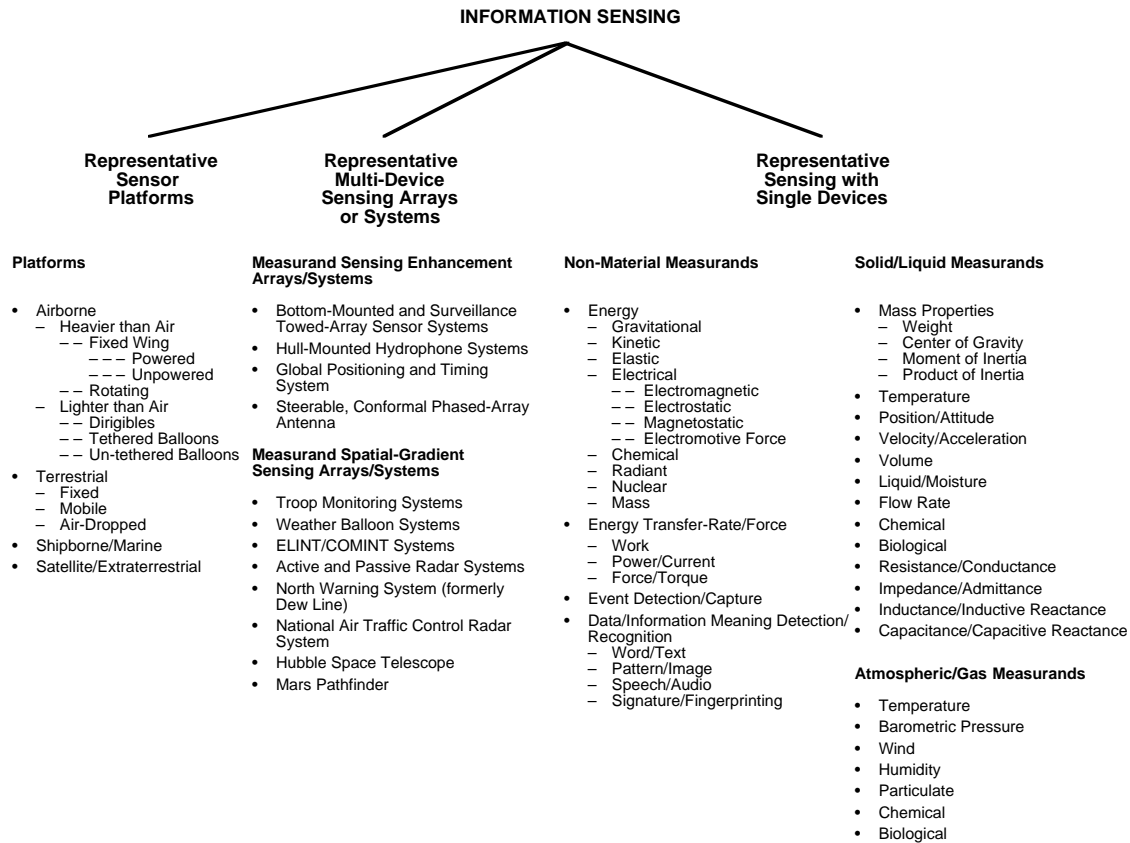 INFORMATION SENSING
Representative
Sensor
Platforms
Representative
Multi-Device
Sensing Arrays
or Systems
Representative
Sensing with
Single Devices
Platforms
• Airborne
– Heavier than Air
– – Fixed Wing
– – – Powered
– – – Unpowered
– – Rotating
– Lighter than Air
– – Dirigibles
– – Tethered Balloons
– – Un-tethered Balloons
• Terrestrial
– Fixed
– Mobile
– Air-Dropped
• Shipborne/Marine
• Satellite/Extraterrestrial
Measurand Sensing Enhancement
Arrays/Systems
• Bottom-Mounted and Surveillance
Towed-Array Sensor Systems
• Hull-Mounted Hydrophone Systems
• Global Positioning and Timing
System
• Steerable, Conformal Phased-Array
Antenna
Measurand Spatial-Gradient
Sensing Arrays/Systems
• Troop Monitoring Systems
• Weather Balloon Systems
• ELINT/COMINT Systems
• Active and Passive Radar Systems
• North Warning System (formerly
Dew Line)
• National Air Traffic Control Radar
System
• Hubble Space Telescope
• Mars Pathfinder
Non-Material Measurands
• Energy
– Gravitational
– Kinetic
– Elastic
– Electrical
– – Electromagnetic
– – Electrostatic
– – Magnetostatic
– – Electromotive Force
– Chemical
– Radiant
– Nuclear
– Mass
• Energy Transfer-Rate/Force
– Work
– Power/Current
– Force/Torque
• Event Detection/Capture
• Data/Information Meaning Detection/
Recognition
– Word/Text
– Pattern/Image
– Speech/Audio
– Signature/Fingerprinting
Solid/Liquid Measurands
• Mass Properties
– Weight
– Center of Gravity
– Moment of Inertia
– Product of Inertia
• Temperature
• Position/Attitude
• Velocity/Acceleration
• Volume
• Liquid/Moisture
• Flow Rate
• Chemical
• Biological
• Resistance/Conductance
• Impedance/Admittance
• Inductance/Inductive Reactance
• Capacitance/Capacitive Reactance
Atmospheric/Gas Measurands
• Temperature
• Barometric Pressure
• Wind
• Humidity
• Particulate
• Chemical
• Biological